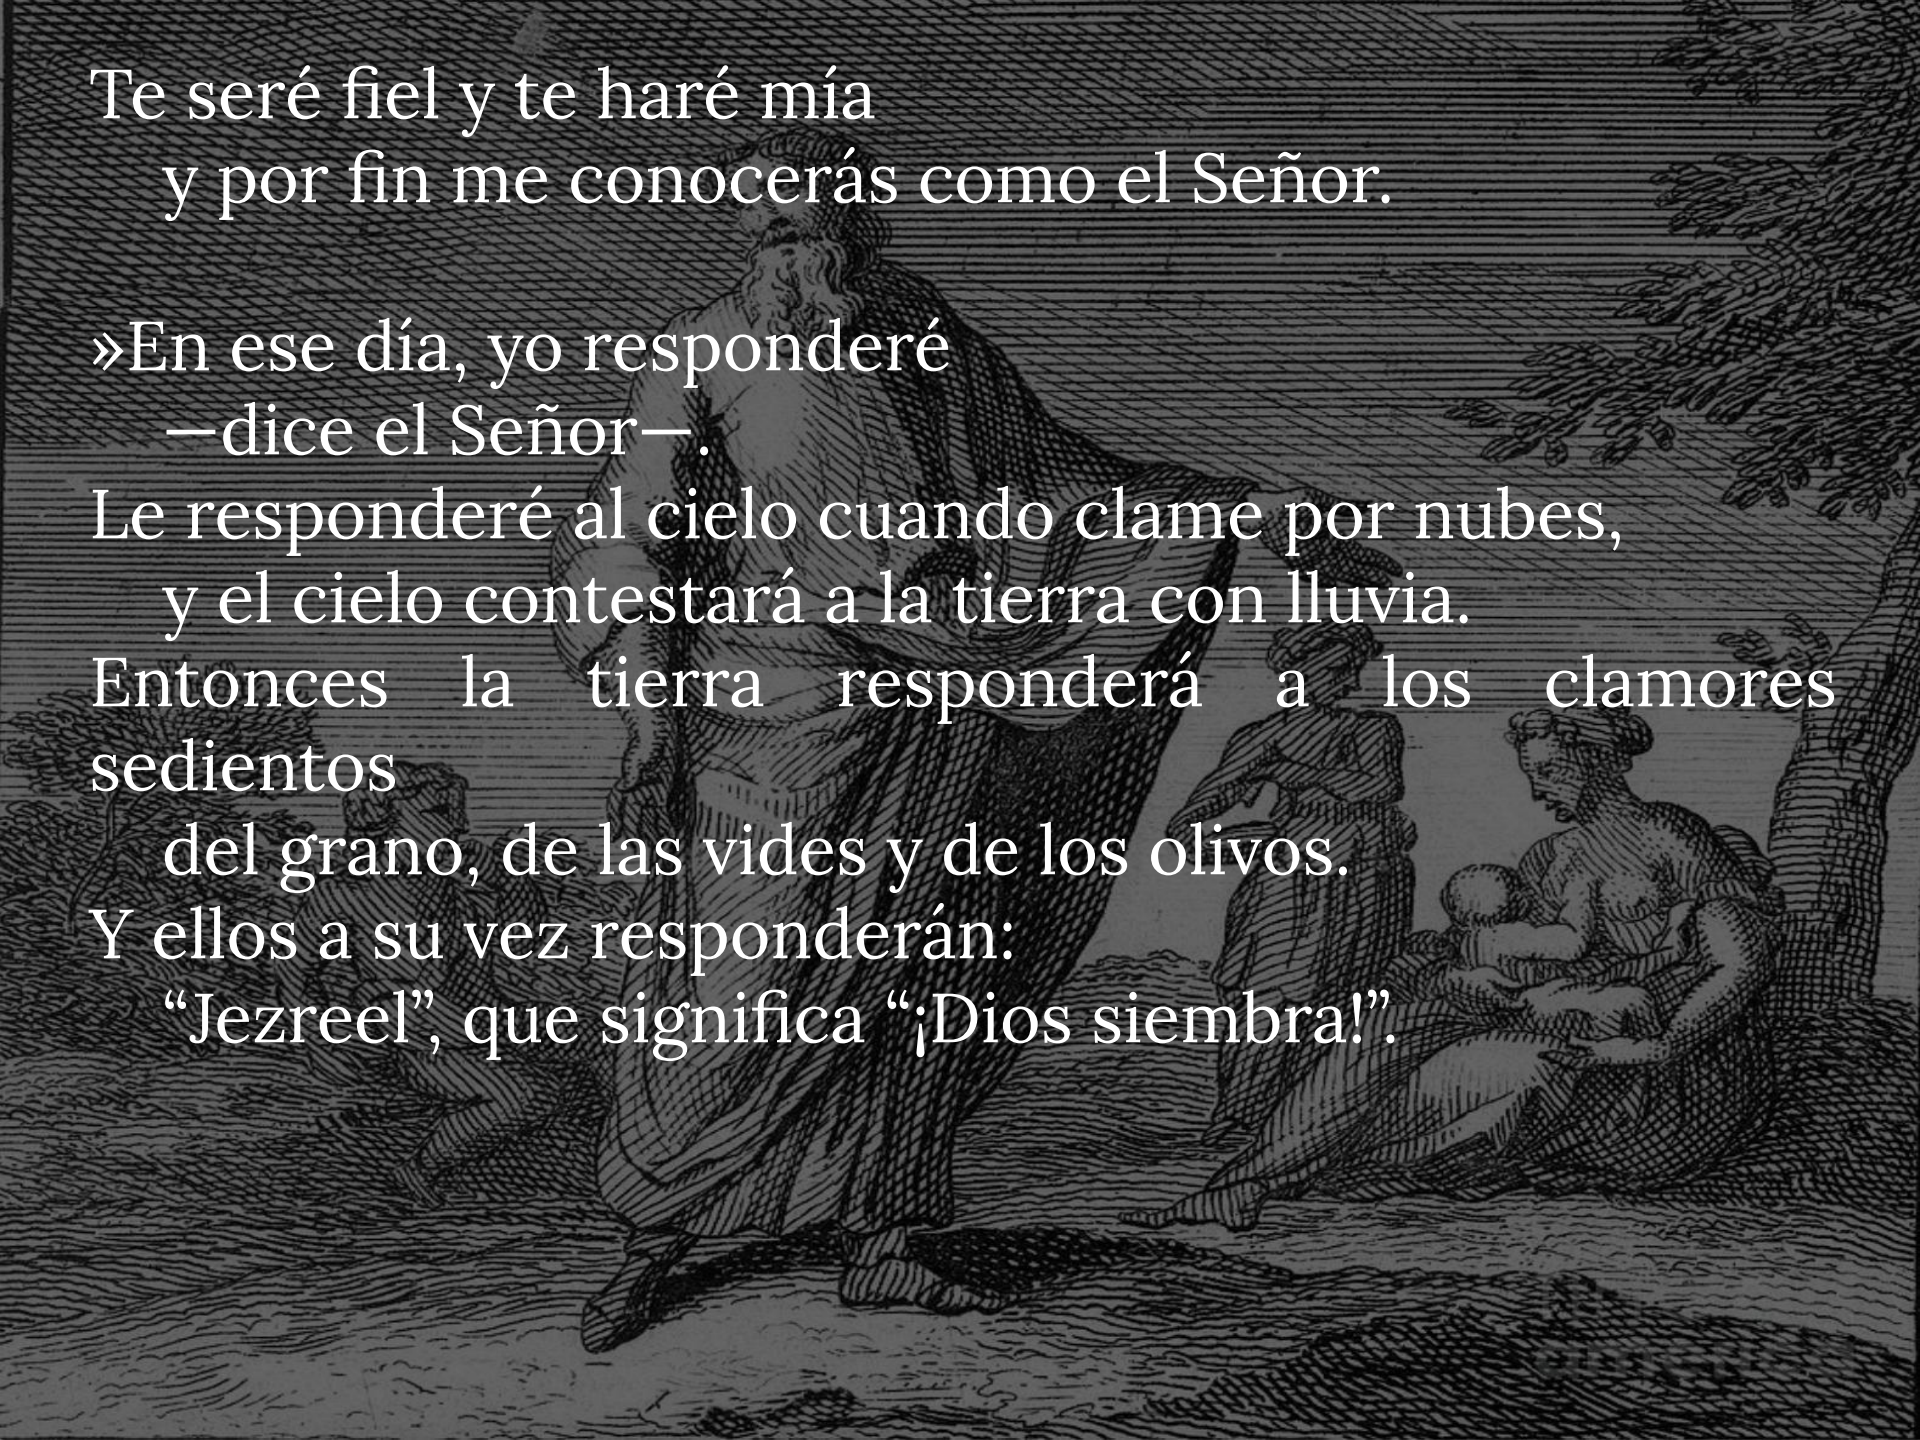 Te seré fiel y te haré mía
y por fin me conocerás como el Señor.
»En ese día, yo responderé
—dice el Señor—.
Le responderé al cielo cuando clame por nubes,
y el cielo contestará a la tierra con lluvia.
Entonces la tierra responderá a los clamores
sedientos
del grano, de las vides y de los olivos.
Y ellos a su vez responderán:
“Jezreel”, que significa “¡Dios siembra!”.